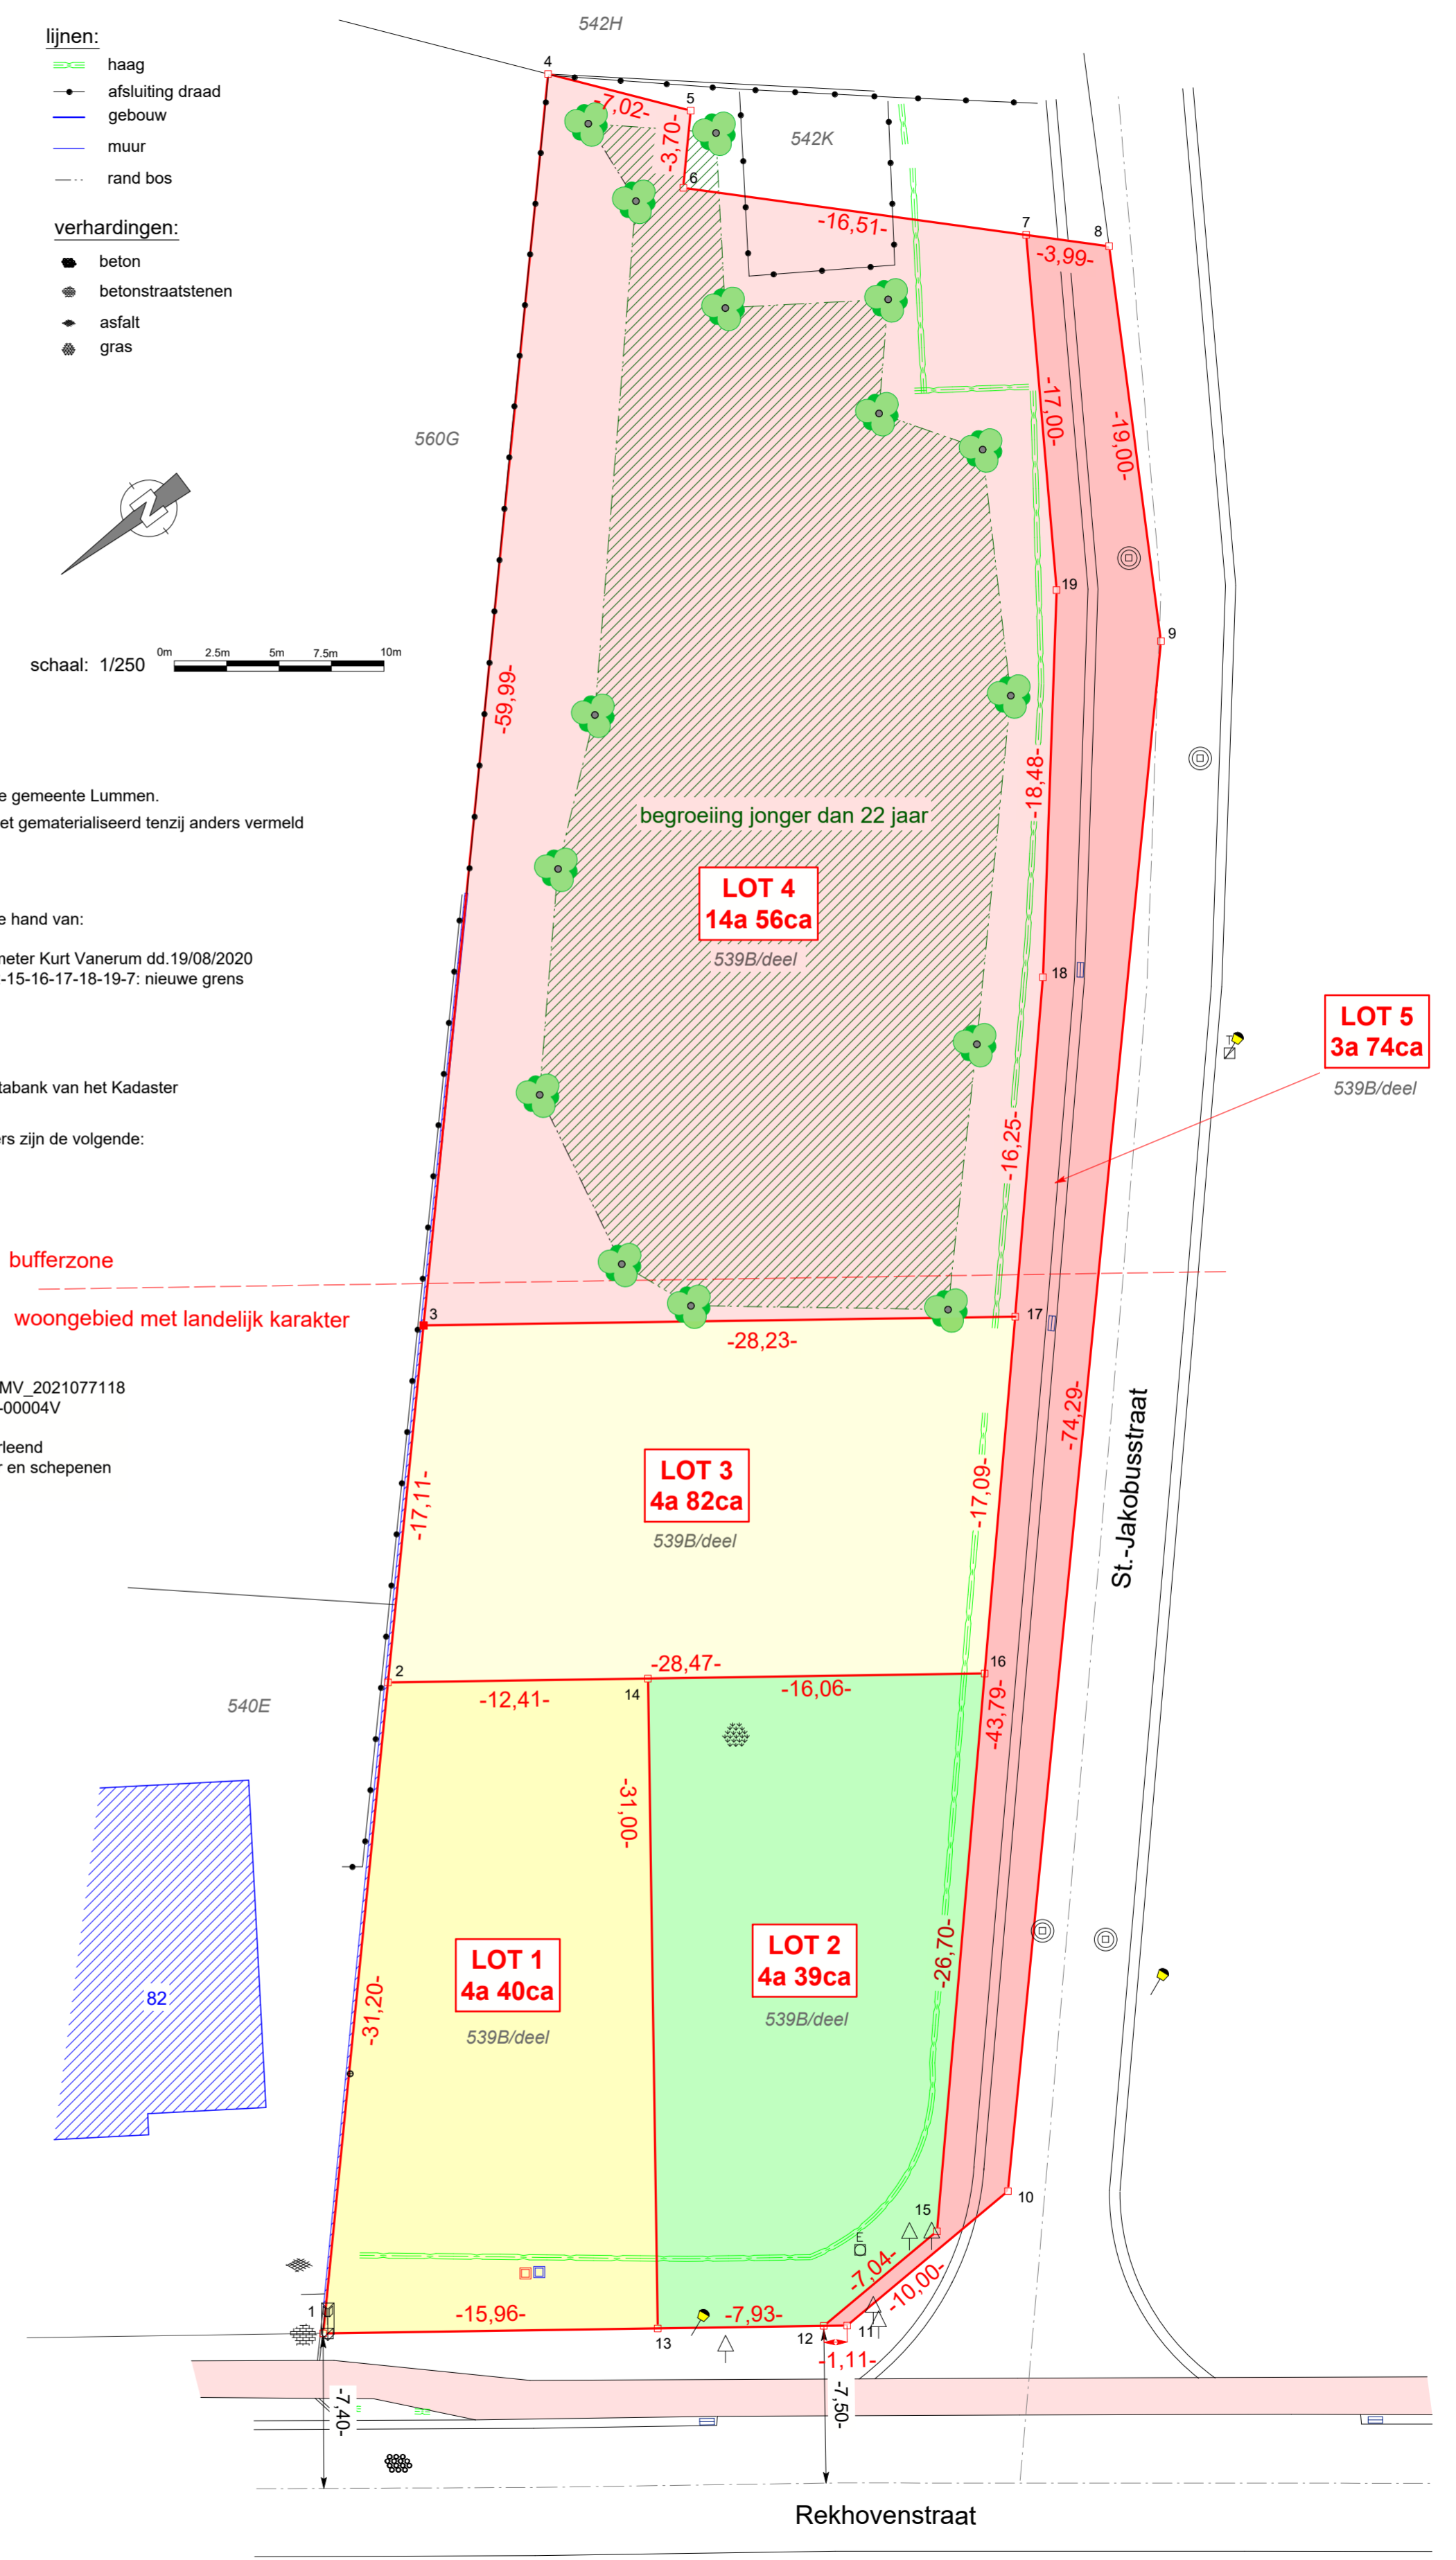 lijnen:
haag
afsluiting draad
gebouw
muur
rand bos
verhardingen:
beton
betonstraatstenen
asfalt
gras
542H
4
-7,02-
5
-3,70-
6
542K
-16,51-
7
8
-3,99-
-17,00-
-19,00-
560G
N
19
9
schaal: 1/250
0m 2.5m 5m 7.5m 10m
-59,99-
-18,48-
e gemeente Lummen.
et gematerialiseerd tenzij anders vermeld
begroeiing jonger dan 22 jaar
LOT 4
14a 56ca
539B/deel
e hand van:
neter Kurt Vanerum dd.19/08/2020
-15-16-17-18-19-7: nieuwe grens
18
LOT 5
3a 74ca
539B/deel
T
tabank van het Kadaster
-16,25-
ers zijn de volgende:
bufferzone
woongebied met landelijk karakter
3
17
-28,23-
MV_2021077118
-00004V
rleend
r en schepenen
-74,29-
St.-Jakobusstraat
LOT 3
4a 82ca
539B/deel
-17,11-
-17,09-
2
-28,47-
16
-12,41-
14
-16,06-
540E
-43,79-
-31,00-
LOT 1
4a 40ca
539B/deel
LOT 2
4a 39ca
539B/deel
-26,70-
-31,20-
82
10
15
E
-7,04-
-10,00-
1
-15,96-
-7,93-
13
12
11
-1,11-
-7,40-
-7,50-
Rekhovenstraat